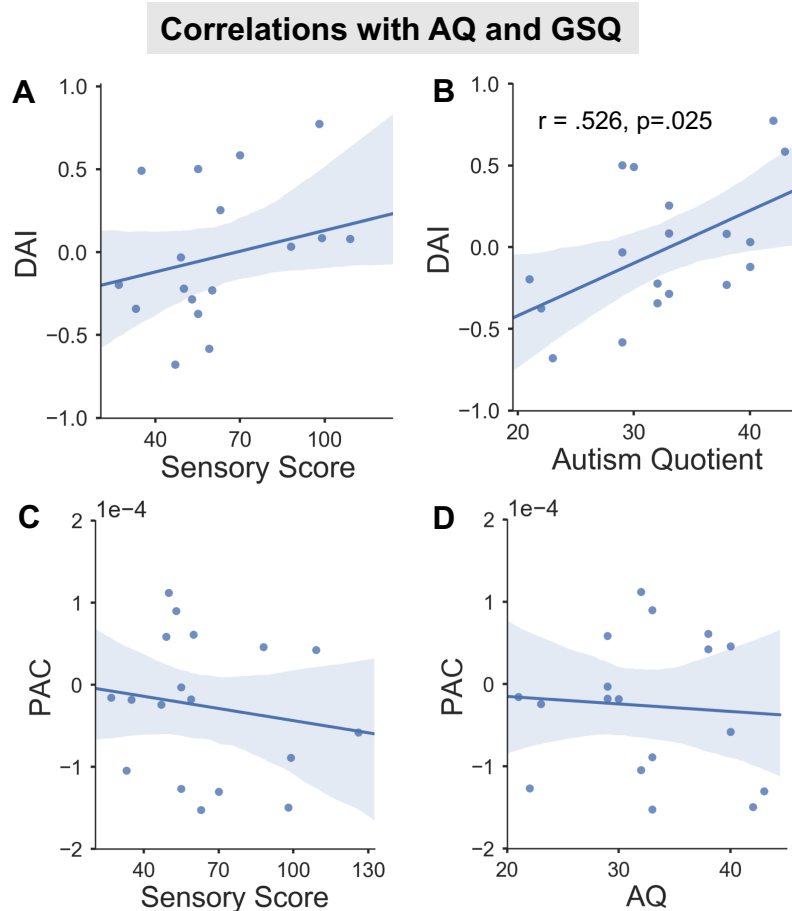 Correlations with AQ and GSQ
A
1.0
0.5
0.0
−0.5
−1.0
DAI
40 70 100
Sensory Score
B
r = .526, p=.025
1.0
0.5
0.0
−0.5
−1.0
DAI
20 30 40
Autism Quotient
C
1e−4
2
1
0
−1
−2
PAC
40 70 100 130
Sensory Score
D
1e−4
2
1
0
−1
−2
PAC
20 30 40
AQ